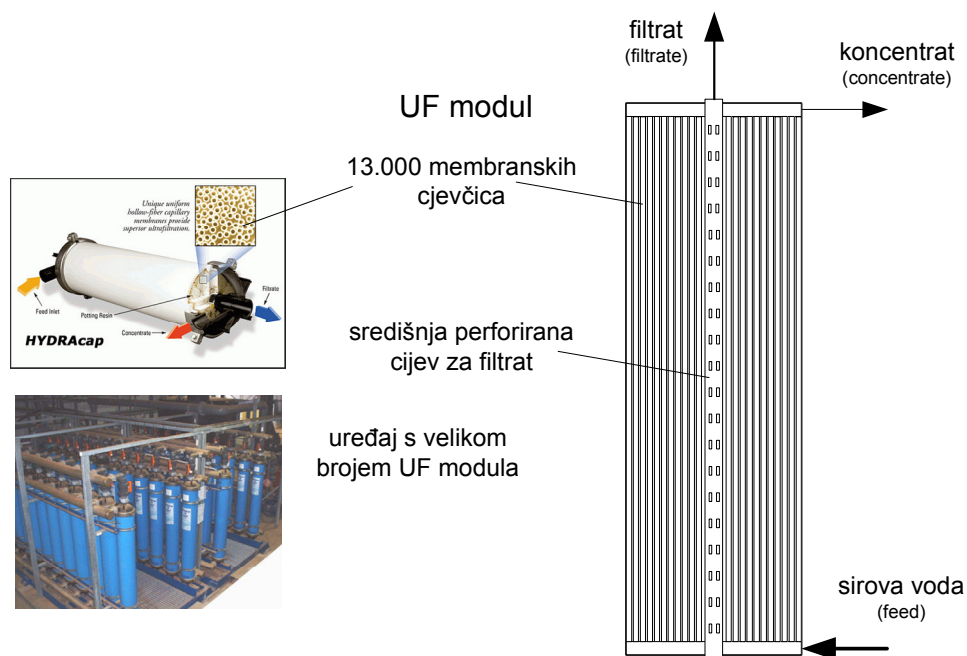 filtrat
(filtrate)
koncentrat
(concentrate)
UF modul
13.000 membranskih
cjevčica
Unique uniform
hollow-fiber capillary
membranes provide
superior ultrafiltration.
Feed Inlet
Potting Resin
Concentrate
Filtrate
HYDRAcap
središnja perforirana
cijev za filtrat
uređaj s velikom
brojem UF modula
sirova voda
(feed)